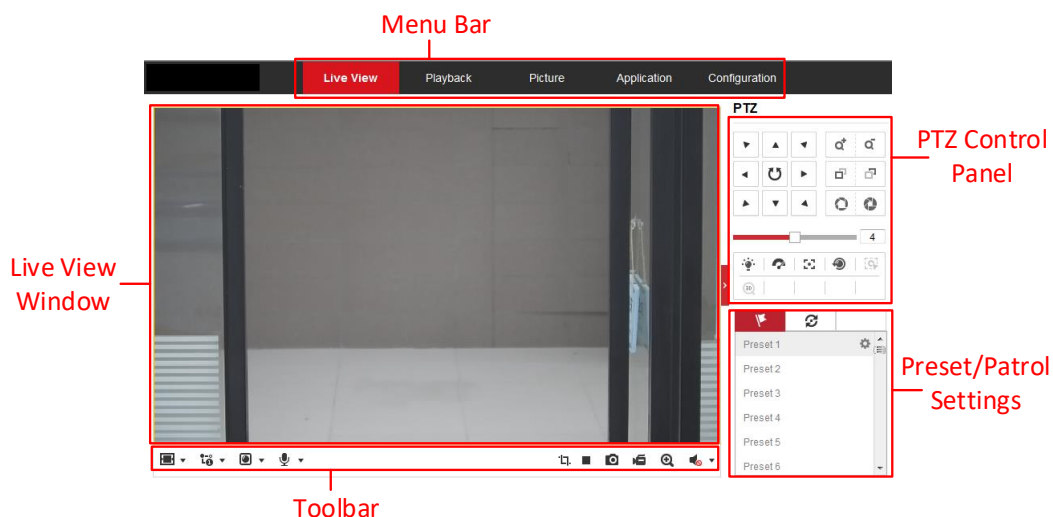 Menu Bar
Live View
Playback
Picture
Application
Configuration
PTZ
PTZ Control
Panel
4
Live View
Window
3D
Preset 1
Preset 2
Preset 3
Preset 4
Preset 5
Preset 6
Preset/Patrol
Settings
Toolbar